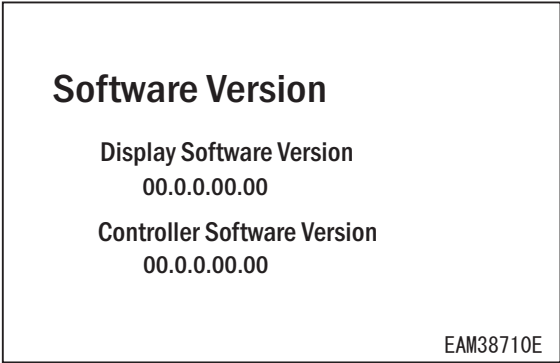 Software Version
Display Software Version
00.0.0.00.00
Controller Software Version
00.0.0.00.00
EAM38710E